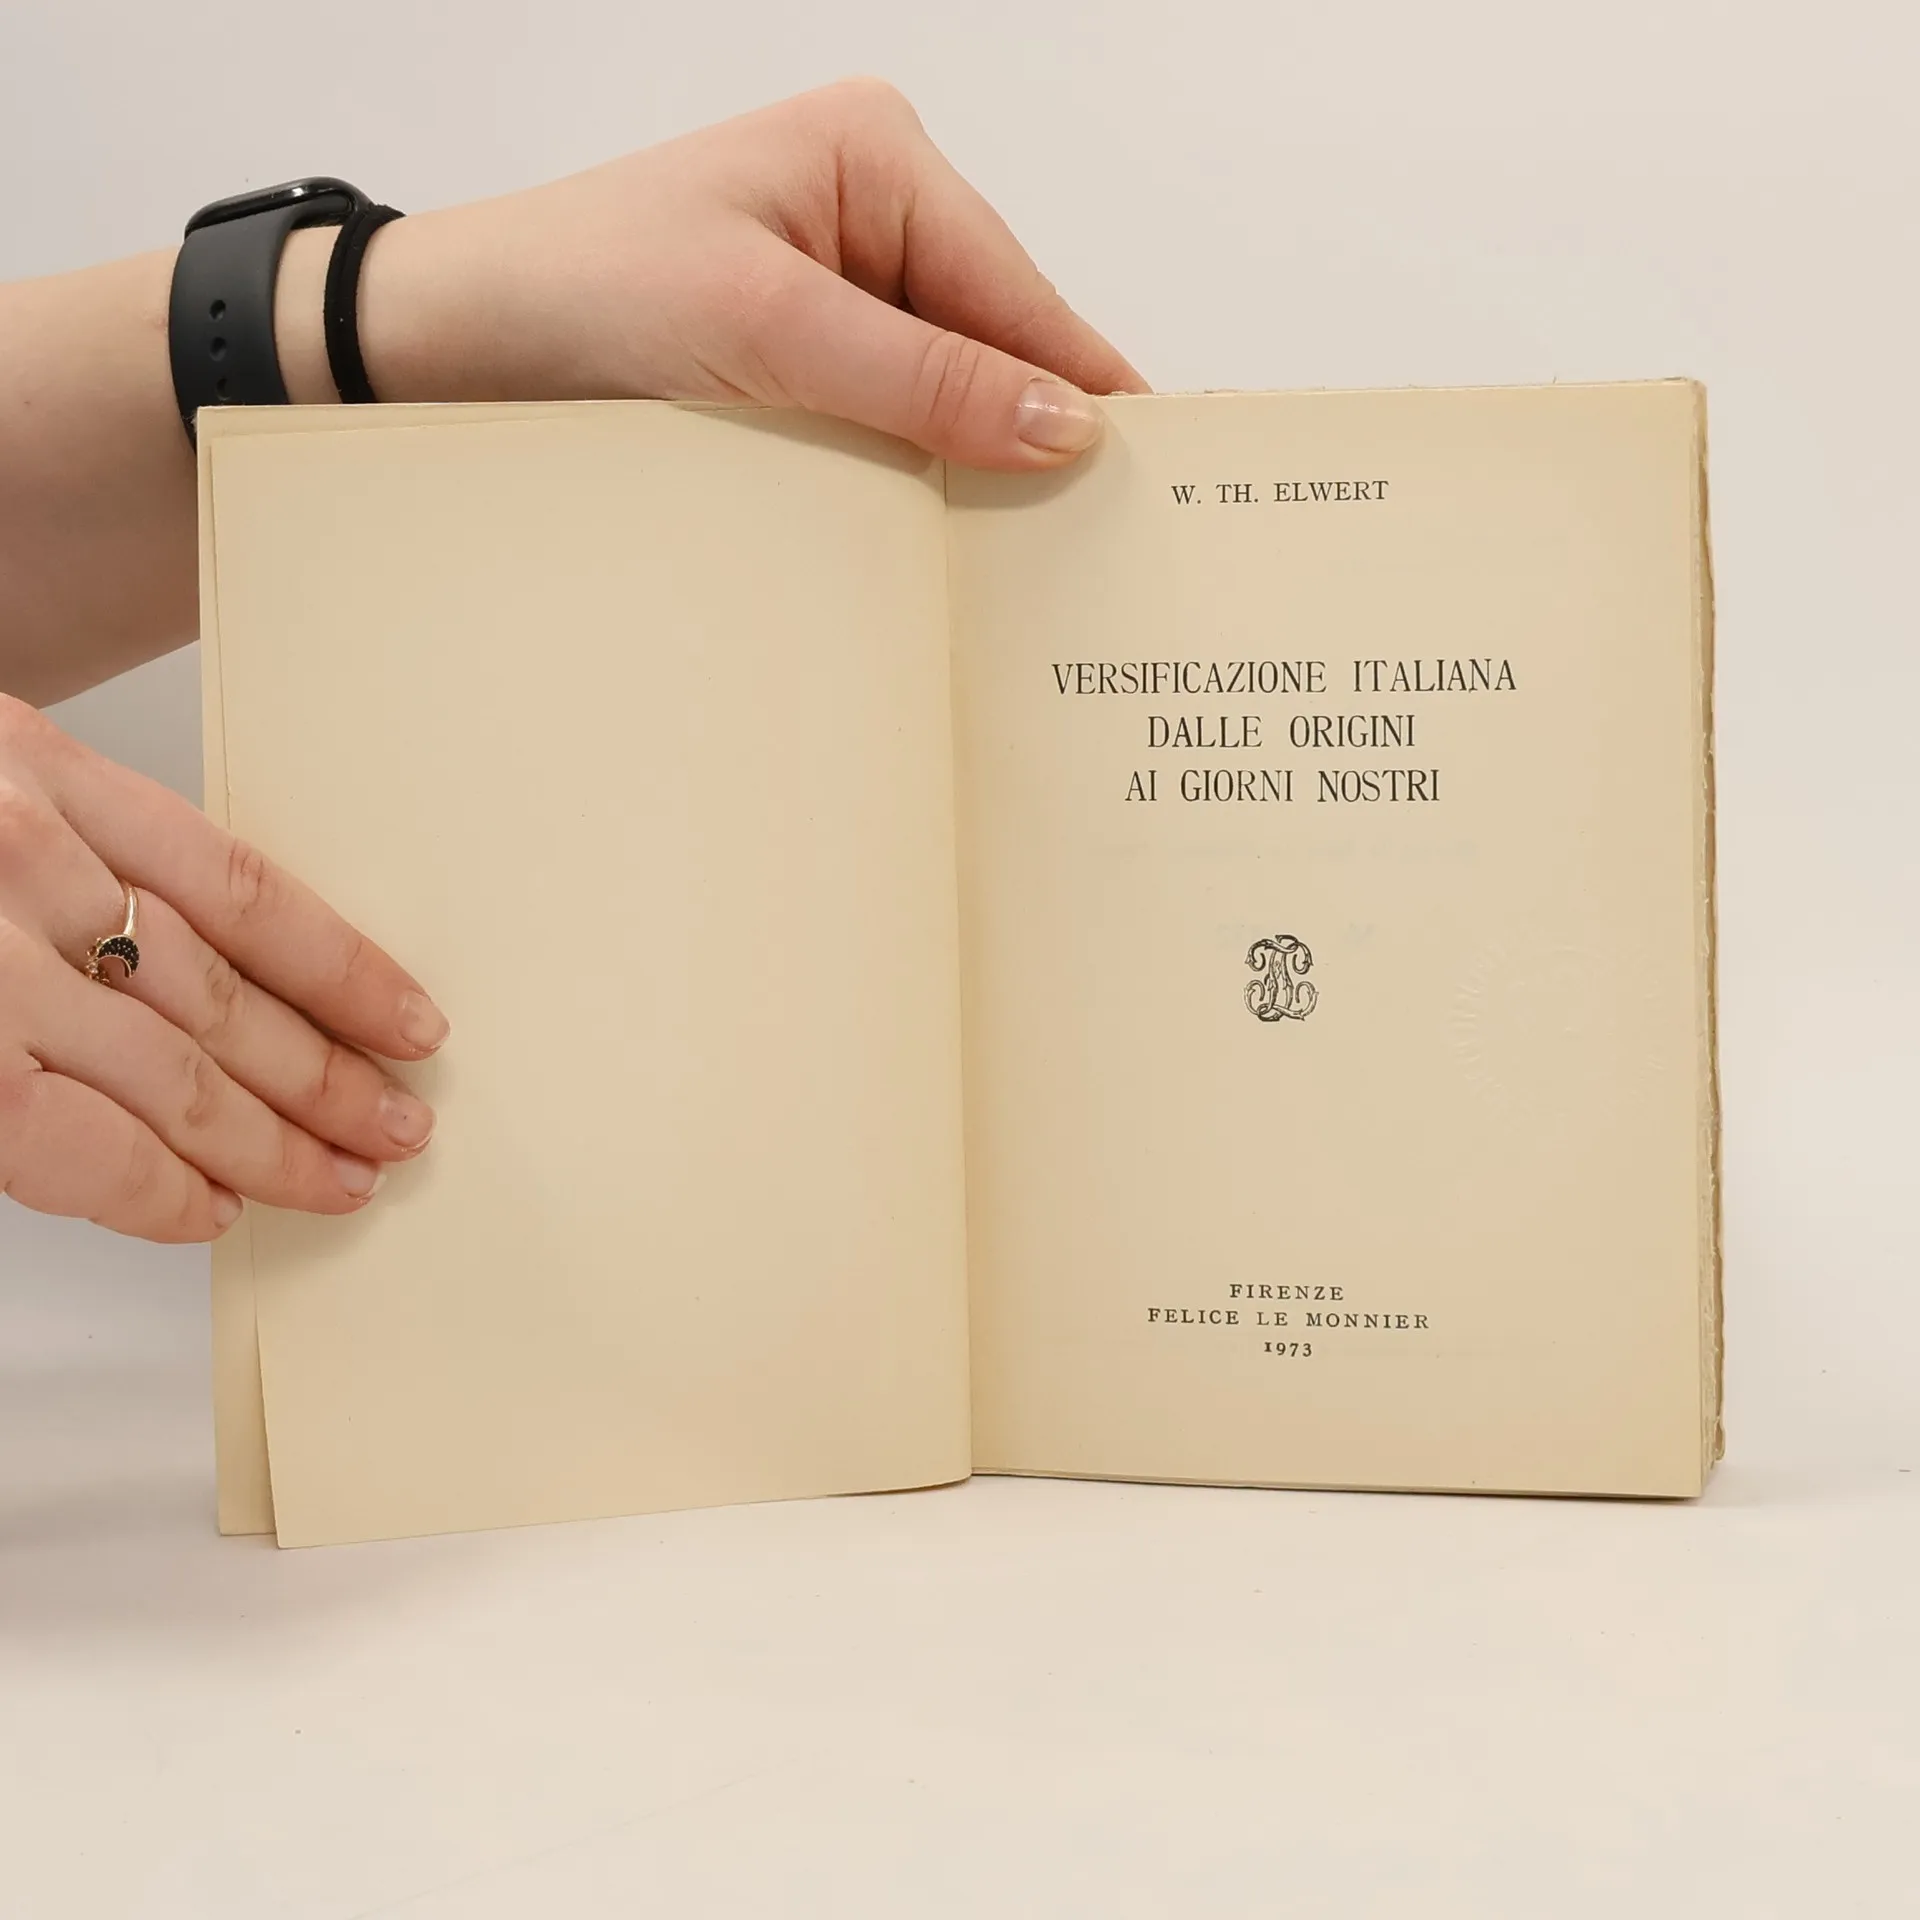 W. TH. ELWERT
VERSIFICAZIONE ITALIANA
DALLE ORIGINI
AI GIORNI NOSTRI
FIRENZE
FELICE LE MONNIER
1973